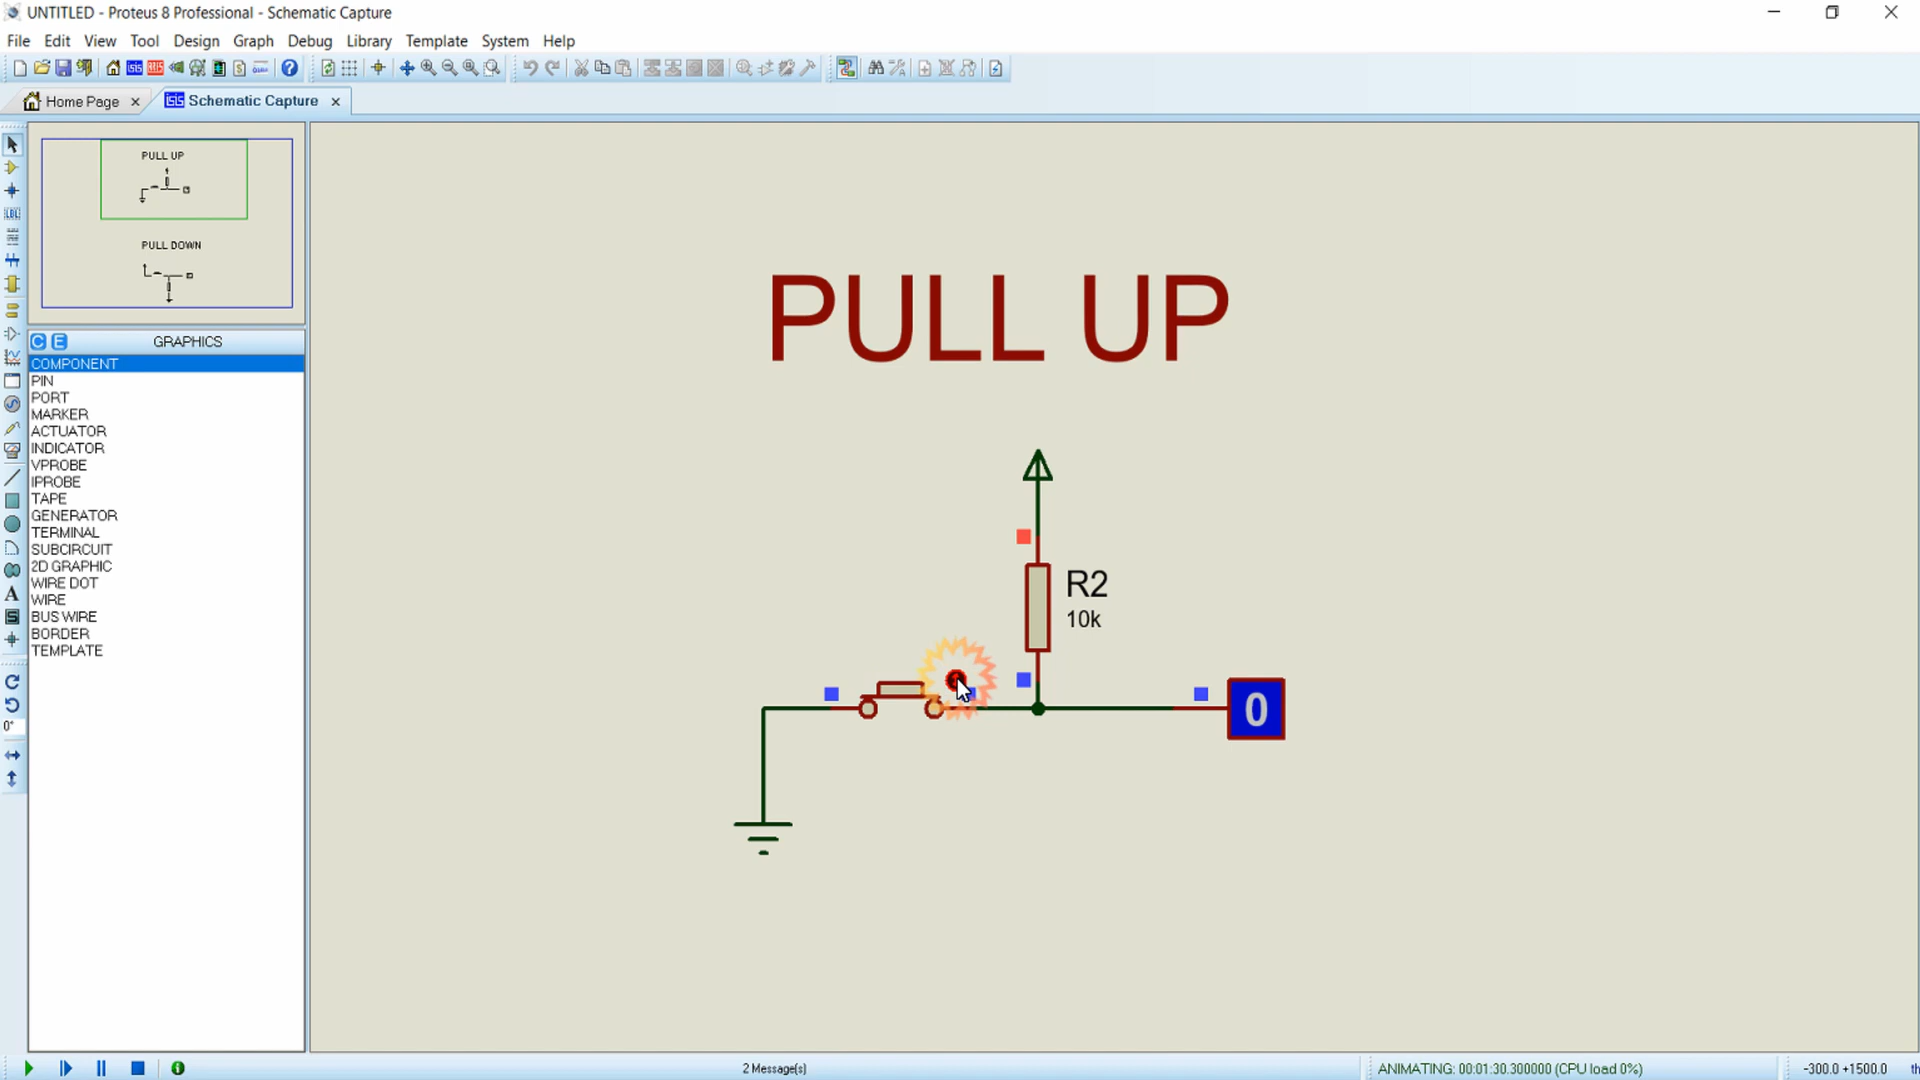 UNTITLED - Proteus 8 Professional - Schematic Capture
File Edit View Tool Design Graph Debug Library Template System Help
Home Page
Schematic Capture
PULL UP
PULL DOWN
GRAPHICS
COMPONENT
PIN
PORT
MARKER
ACTUATOR
INDICATOR
VPROBE
IPROBE
TAPE
GENERATOR
TERMINAL
SUBCIRCUIT
2D GRAPHIC
WIRE DOT
WIRE
BUS WIRE
BORDER
TEMPLATE
0°
PULL UP
R2
10k
0
2 Message(s)
ANIMATING: 00:01:30.300000 (CPU load 0%)
-300.0 +1500.0 th